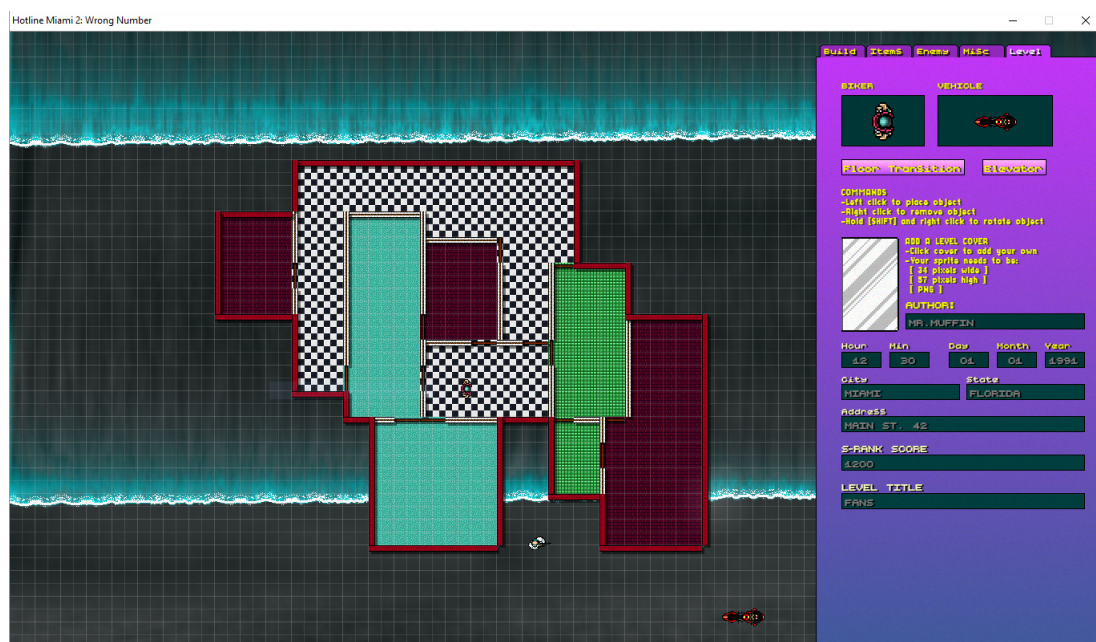 Hotline Miami 2: Wrong Number
Build Items Enemy Misc Level
BIKER VEHICLE
Floor Transition Elevator
COMMANDS
-Left click to place object
-Right click to remove object
-Hold [SHIFT] and right click to rotate object
ADD A LEVEL COVER
-Click cover to add your own
-Your sprite needs to be:
[ 34 pixels wide ]
[ 57 pixels high ]
[ PNG ]
AUTHOR:
MR.MUFFIN
Hour Min Day Month Year
12 30 01 01 1991
City State
MIAMI FLORIDA
Address
MAIN ST. 42
S-RANK SCORE
1200
LEVEL TITLE
FANS